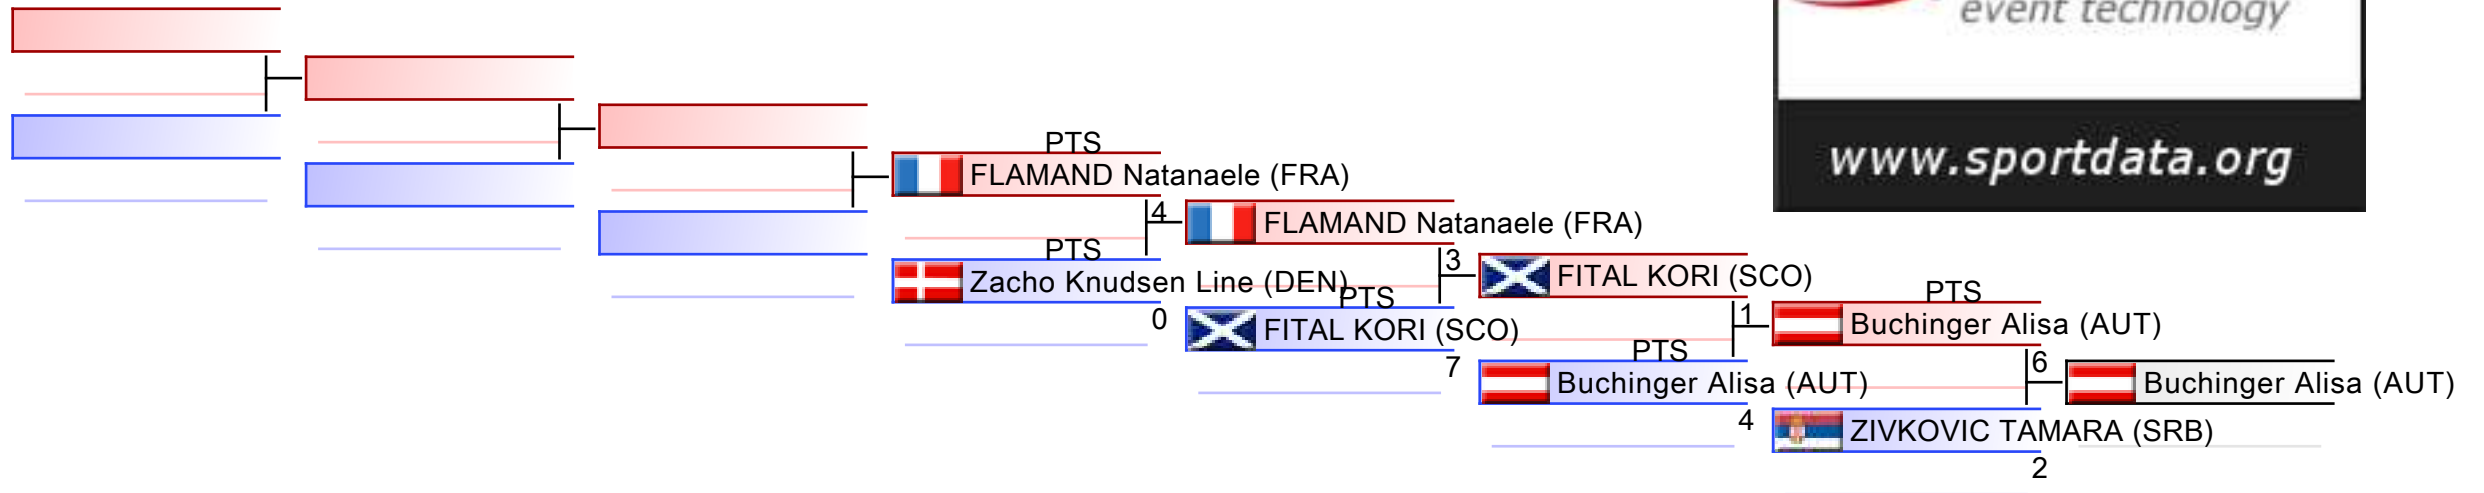 event technology
www.sportdata.org
PTS
FLAMAND Natanaele (FRA)
4
FLAMAND Natanaele (FRA)
PTS
Zacho Knudsen Line (DEN)
0
3
FITAL KORI (SCO)
PTS
FITAL KORI (SCO)
7
1
PTS
Buchinger Alisa (AUT)
PTS
Buchinger Alisa (AUT)
4
6
Buchinger Alisa (AUT)
ZIVKOVIC TAMARA (SRB)
2